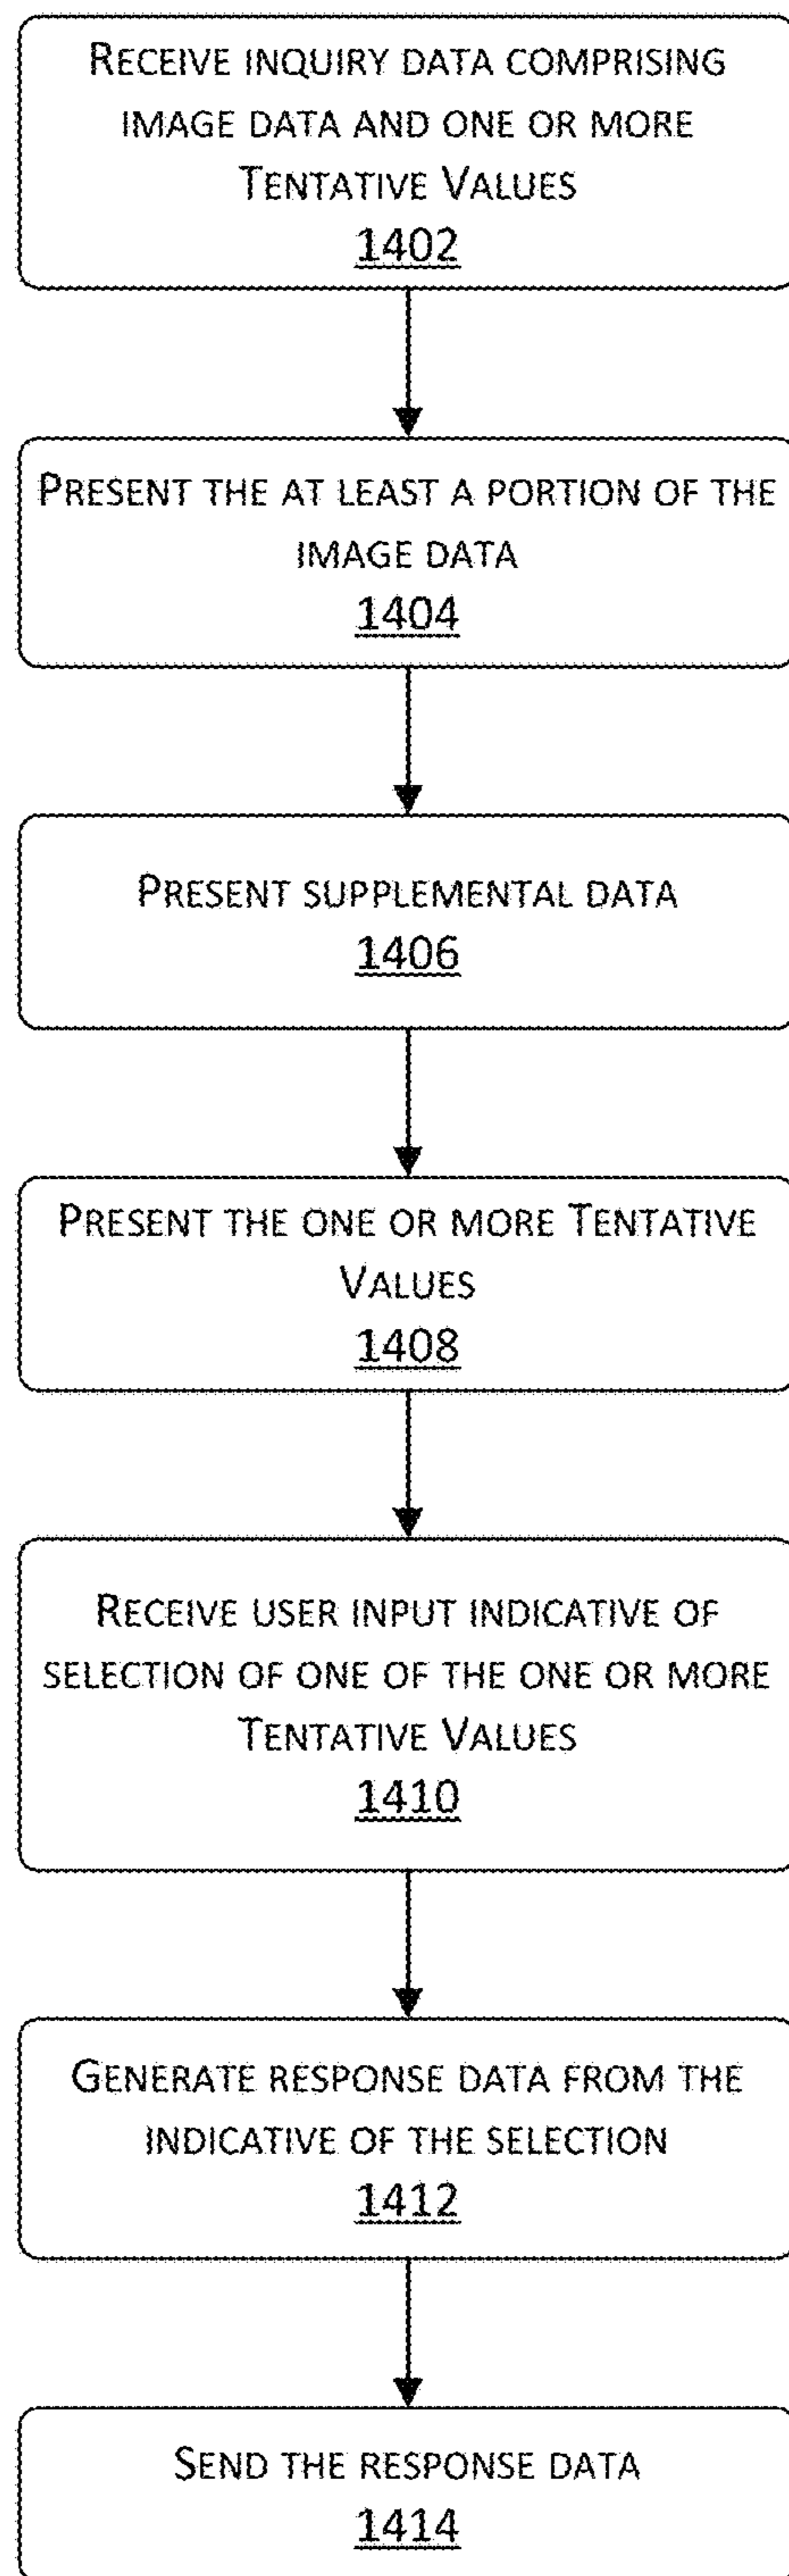 RECEIVE INQUIRY DATA COMPRISING
IMAGE DATA AND ONE OR MORE
TENTATIVE VALUES
1402
PRESENT THE AT LEAST A PORTION OF THE
IMAGE DATA
1404
PRESENT SUPPLEMENTAL DATA
1406
PRESENT THE ONE OR MORE TENTATIVE
VALUES
1408
RECEIVE USER INPUT INDICATIVE OF
SELECTION OF ONE OF THE ONE OR MORE
TENTATIVE VALUES
1410
GENERATE RESPONSE DATA FROM THE
INDICATIVE OF THE SELECTION
1412
SEND THE RESPONSE DATA
1414